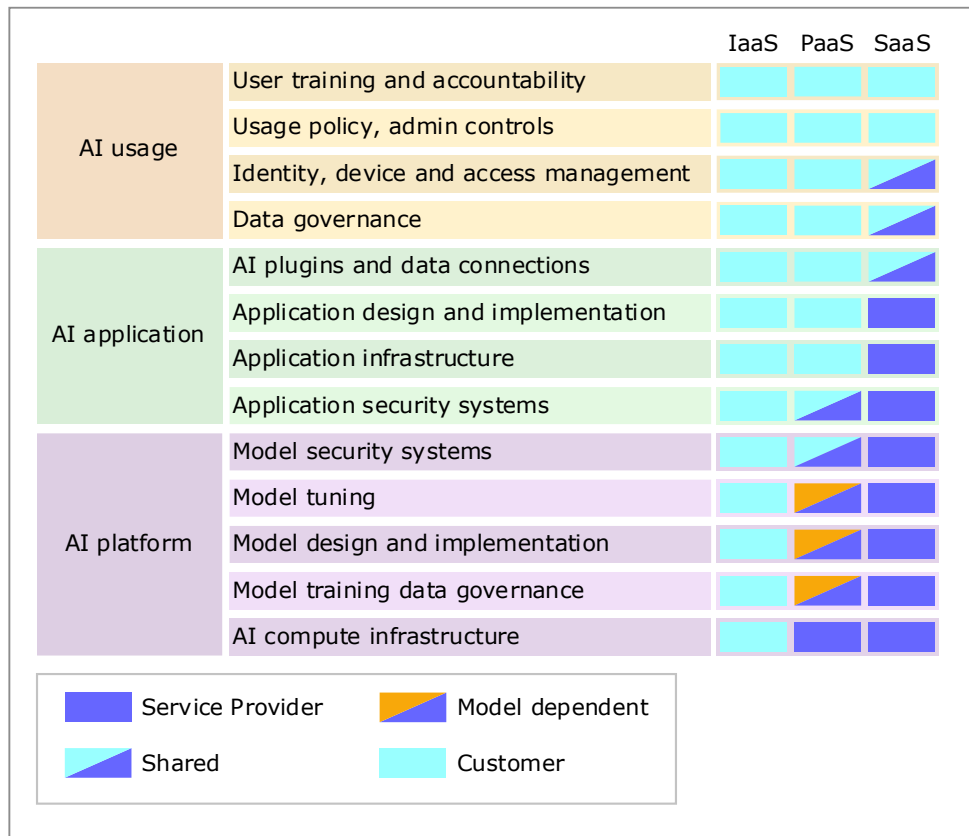 IaaS PaaS SaaS
AI usage
User training and accountability
Usage policy, admin controls
Identity, device and access management
Data governance
AI application
AI plugins and data connections
Application design and implementation
Application infrastructure
Application security systems
AI platform
Model security systems
Model tuning
Model design and implementation
Model training data governance
AI compute infrastructure
Service Provider
Model dependent
Shared
Customer